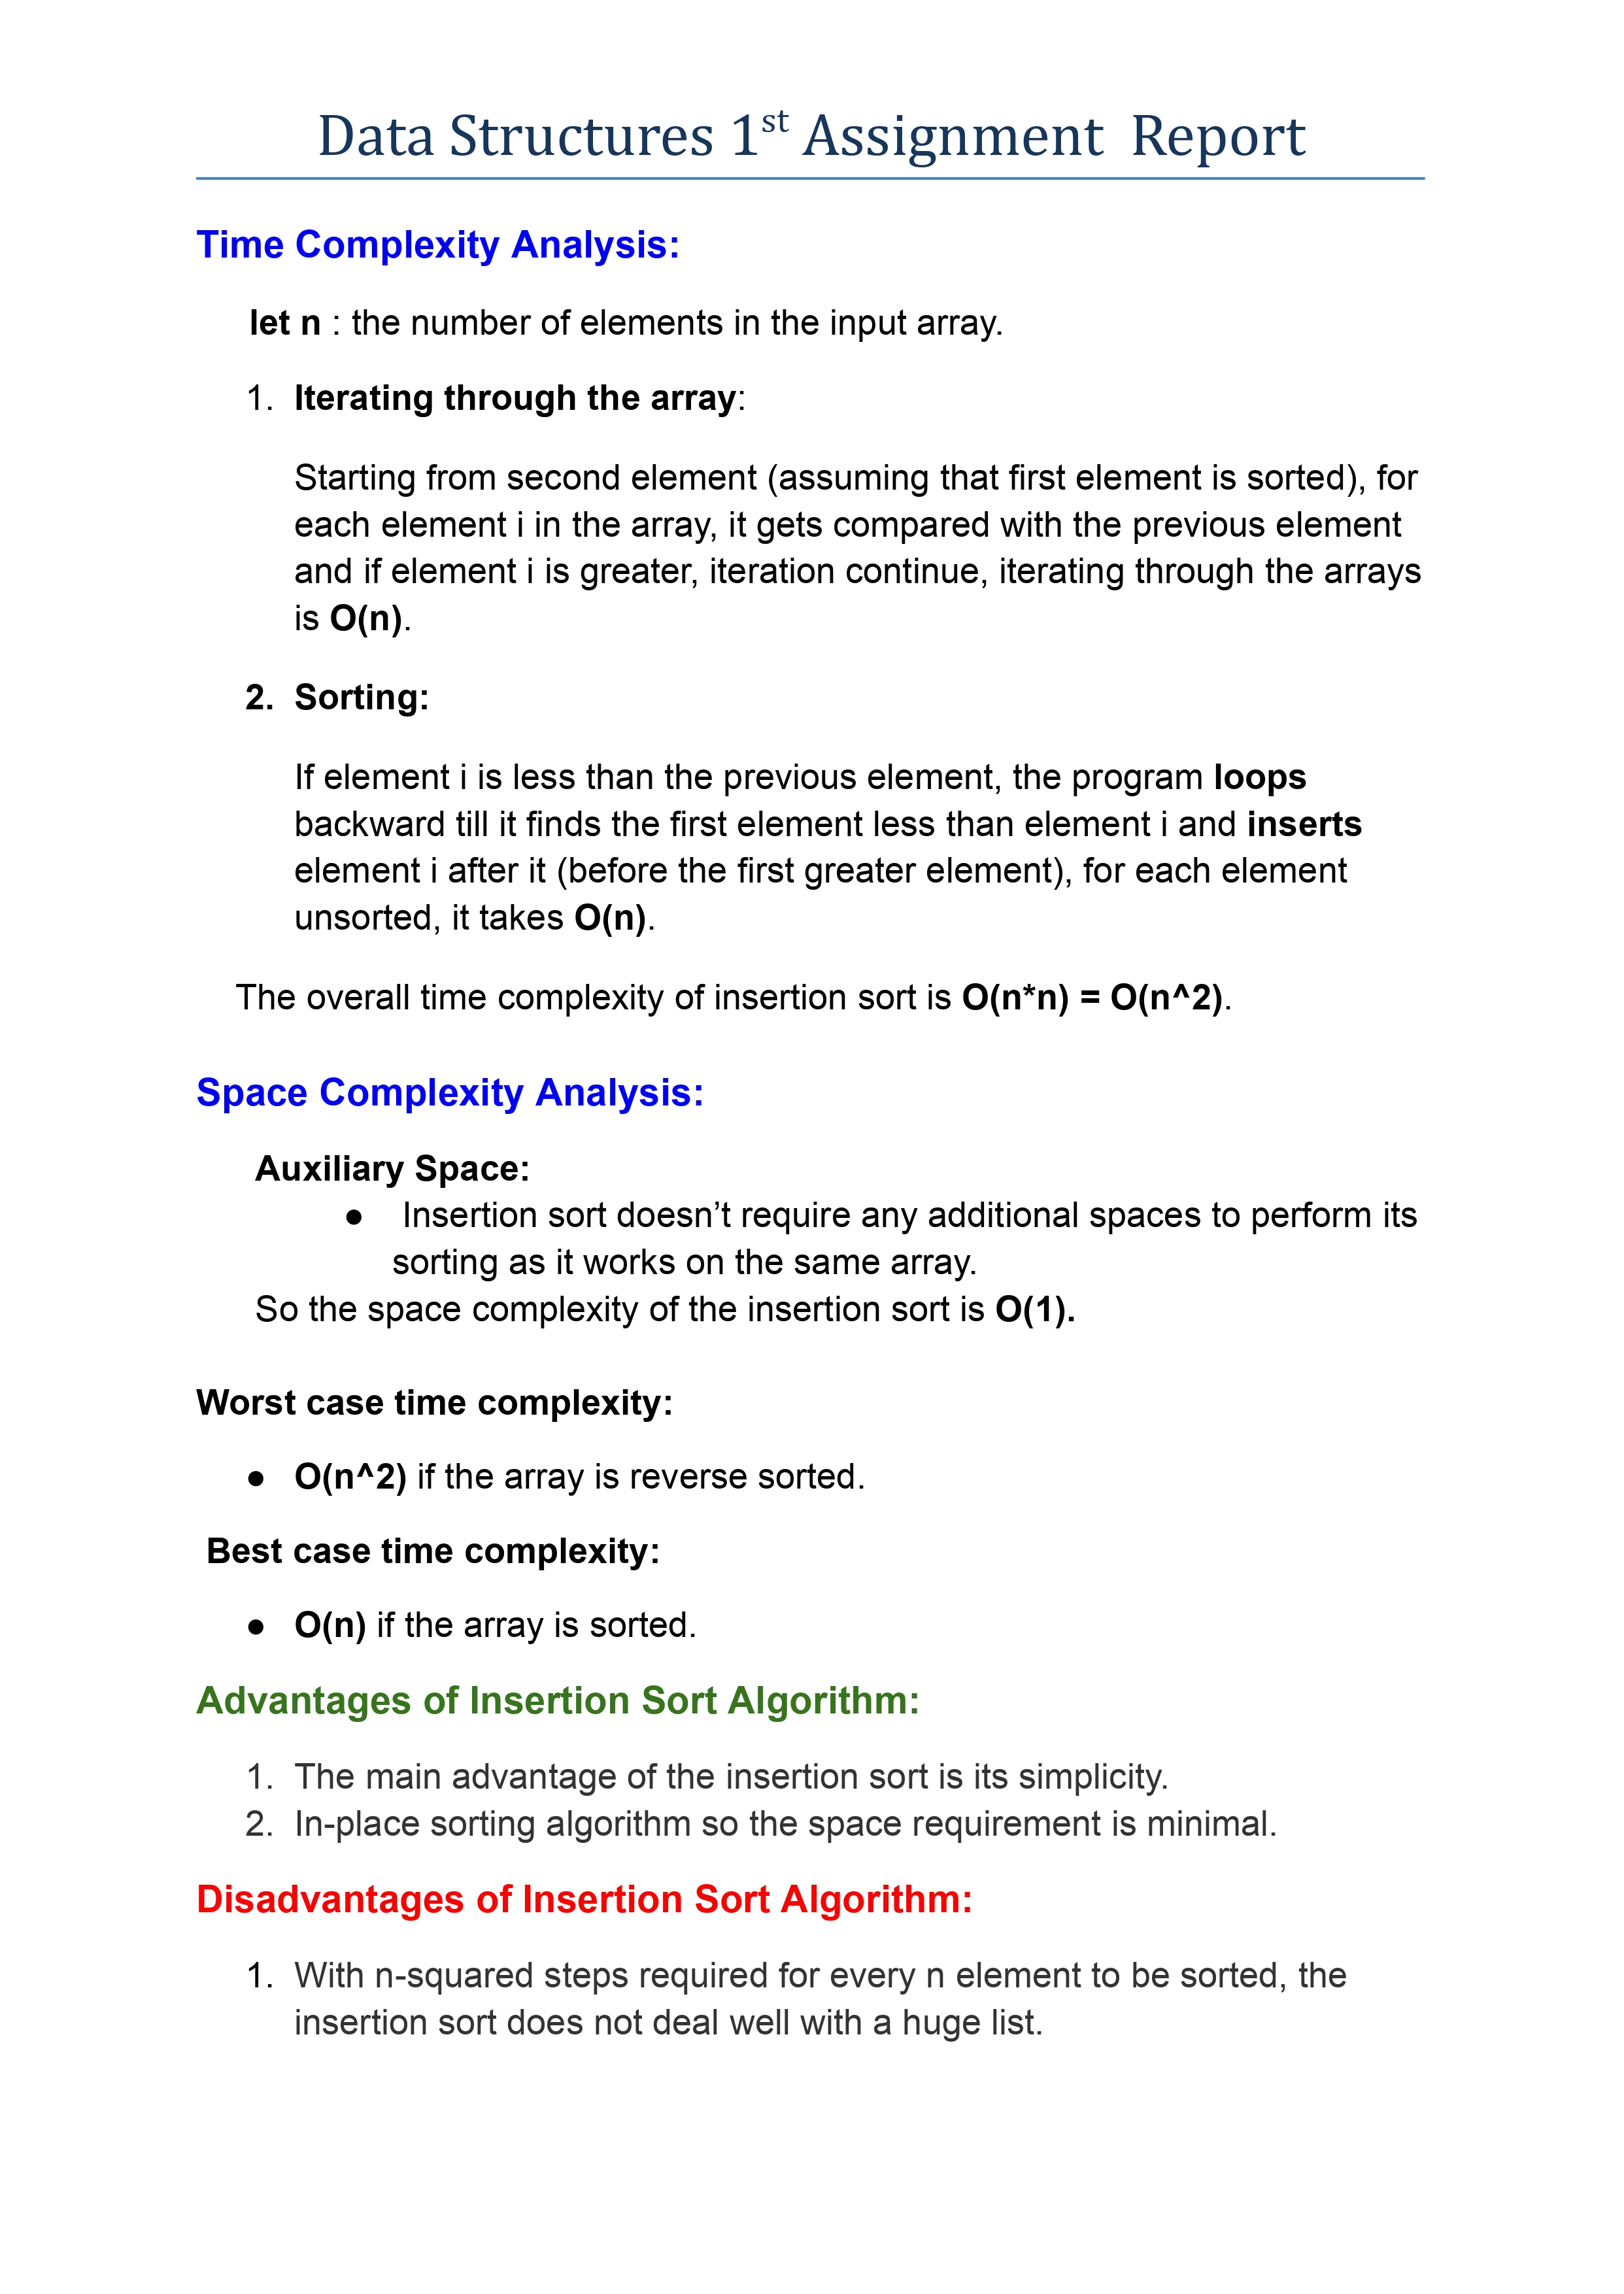 Data Structures 1st Assignment  Report
Time Complexity Analysis:
let n : the number of elements in the input array.
1. Iterating through the array:
Starting from second element (assuming that first element is sorted), for
each element i in the array, it gets compared with the previous element
and if element i is greater, iteration continue, iterating through the arrays
is O(n).
2. Sorting:
If element i is less than the previous element, the program loops
backward till it finds the first element less than element i and inserts
element i after it (before the first greater element), for each element
unsorted, it takes O(n).
The overall time complexity of insertion sort is O(n*n) = O(n^2).
Space Complexity Analysis:
Auxiliary Space:
● Insertion sort doesn’t require any additional spaces to perform its
sorting as it works on the same array.
So the space complexity of the insertion sort is O(1).
Worst case time complexity:
● O(n^2) if the array is reverse sorted.
Best case time complexity:
● O(n) if the array is sorted.
Advantages of Insertion Sort Algorithm:
1. The main advantage of the insertion sort is its simplicity.
2. In-place sorting algorithm so the space requirement is minimal.
Disadvantages of Insertion Sort Algorithm:
1. With n-squared steps required for every n element to be sorted, the
insertion sort does not deal well with a huge list.